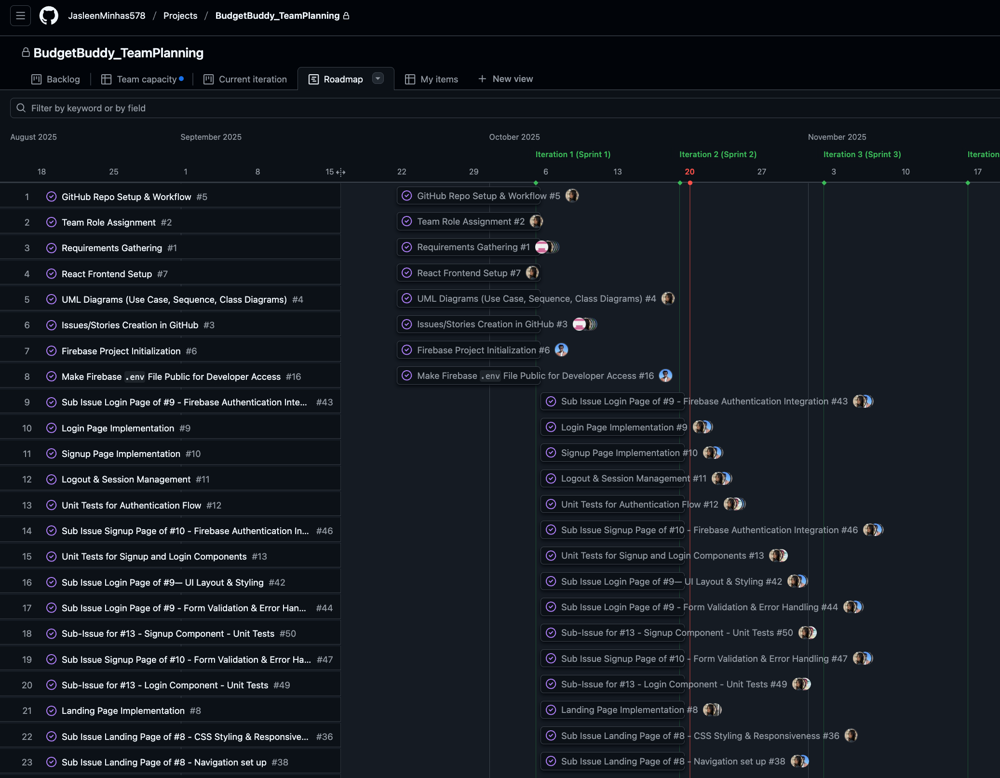 JasleenMinhas578 / Projects / BudgetBuddy_TeamPlanning
BudgetBuddy_TeamPlanning
Backlog
Team capacity
Current iteration
Roadmap
My items
New view
Filter by keyword or by field
August 2025 September 2025 October 2025 November 2025
Iteration 1 (Sprint 1) Iteration 2 (Sprint 2) Iteration 3 (Sprint 3) Iteration
18 25 1 8 15 22 29 6 13 20 27 3 10 17
1 GitHub Repo Setup & Workflow #5 GitHub Repo Setup & Workflow #5
2 Team Role Assignment #2 Team Role Assignment #2
3 Requirements Gathering #1 Requirements Gathering #1
4 React Frontend Setup #7 React Frontend Setup #7
5 UML Diagrams (Use Case, Sequence, Class Diagrams) #4 UML Diagrams (Use Case, Sequence, Class Diagrams) #4
6 Issues/Stories Creation in GitHub #3 Issues/Stories Creation in GitHub #3
7 Firebase Project Initialization #6 Firebase Project Initialization #6
8 Make Firebase .env File Public for Developer Access #16 Make Firebase .env File Public for Developer Access #16
9 Sub Issue Login Page of #9 - Firebase Authentication Inte... #43 Sub Issue Login Page of #9 - Firebase Authentication Integration #43
10 Login Page Implementation #9 Login Page Implementation #9
11 Signup Page Implementation #10 Signup Page Implementation #10
12 Logout & Session Management #11 Logout & Session Management #11
13 Unit Tests for Authentication Flow #12 Unit Tests for Authentication Flow #12
14 Sub Issue Signup Page of #10 - Firebase Authentication In... #46 Sub Issue Signup Page of #10 - Firebase Authentication Integration #46
15 Unit Tests for Signup and Login Components #13 Unit Tests for Signup and Login Components #13
16 Sub Issue Login Page of #9— UI Layout & Styling #42 Sub Issue Login Page of #9— UI Layout & Styling #42
17 Sub Issue Login Page of #9 - Form Validation & Error Han... #44 Sub Issue Login Page of #9 - Form Validation & Error Handling #44
18 Sub-Issue for #13 - Signup Component - Unit Tests #50 Sub-Issue for #13 - Signup Component - Unit Tests #50
19 Sub Issue Signup Page of #10 - Form Validation & Error Ha... #47 Sub Issue Signup Page of #10 - Form Validation & Error Handling #47
20 Sub-Issue for #13 - Login Component - Unit Tests #49 Sub-Issue for #13 - Login Component - Unit Tests #49
21 Landing Page Implementation #8 Landing Page Implementation #8
22 Sub Issue Landing Page of #8 - CSS Styling & Responsive... #36 Sub Issue Landing Page of #8 - CSS Styling & Responsiveness #36
23 Sub Issue Landing Page of #8 - Navigation set up #38 Sub Issue Landing Page of #8 - Navigation set up #38